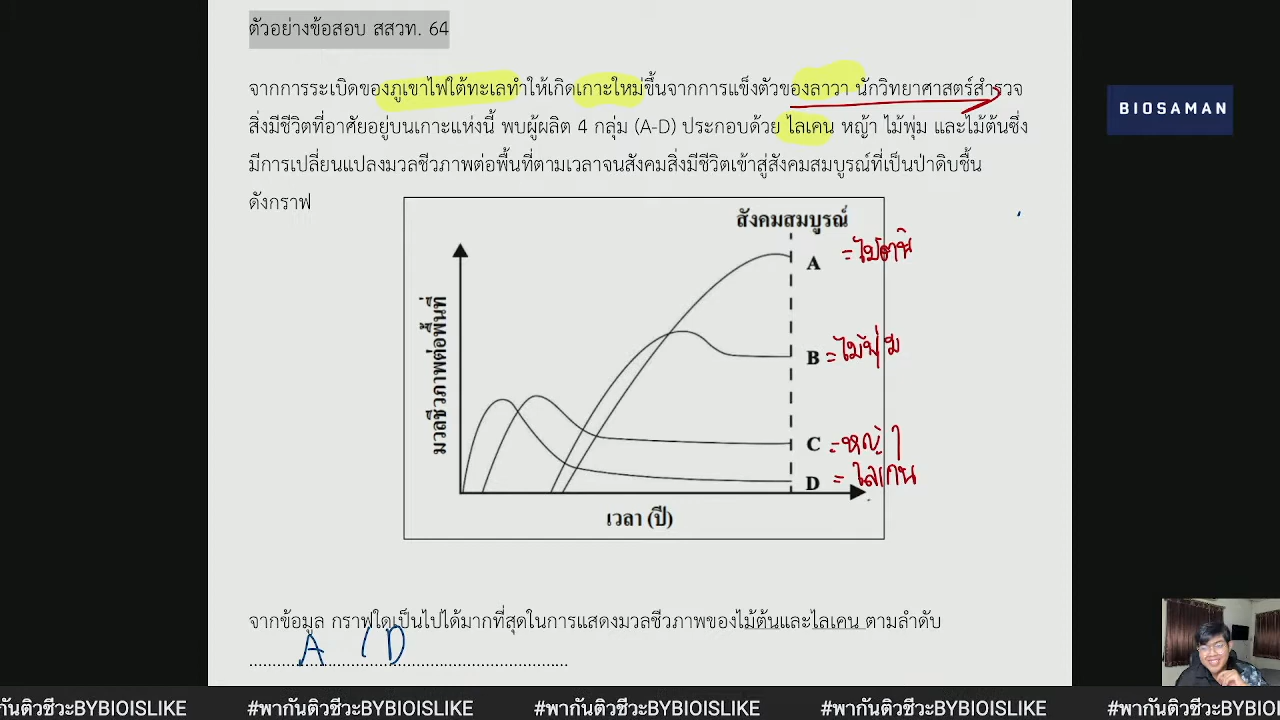 ตัวอย่างข้อสอบ สสวท. 64
จากการระเบิดของภูเขาไฟใต้ทะเลทำให้เกิดเกาะใหม่ขึ้นจากการแข็งตัวของลาวา นักวิทยาศาสตร์สำรวจ
BIOSAMAN
สิ่งมีชีวิตที่อาศัยอยู่บนเกาะแห่งนี้ พบผู้ผลิต 4 กลุ่ม (A-D) ประกอบด้วย ไลเคน หญ้า ไม้พุ่ม และไม้ต้นซึ่ง
มีการเปลี่ยนแปลงมวลชีวภาพต่อพื้นที่ตามเวลาจนสังคมสิ่งมีชีวิตเข้าสู่สังคมสมบูรณ์ที่เป็นป่าดิบชื้น
ดังกราฟ
สังคมสมบูรณ์
A = ไม้ต้น
มวลชีวภาพต่อพื้นที่
B = ไม้พุ่ม
C = หญ้า
D = ไลเคน
เวลา (ปี)
จากข้อมูล กราฟใดเป็นไปได้มากที่สุดในการแสดงมวลชีวภาพของไม้ต้นและไลเคน ตามลำดับ
A / D
กันติวชีวะBYBIOISLIKE #พากันติวชีวะBYBIOISLIKE #พากันติวชีวะBYBIOISLIKE #พากันติวชีวะBYBIOISLIKE #พากันติวชีวะBYBIOI